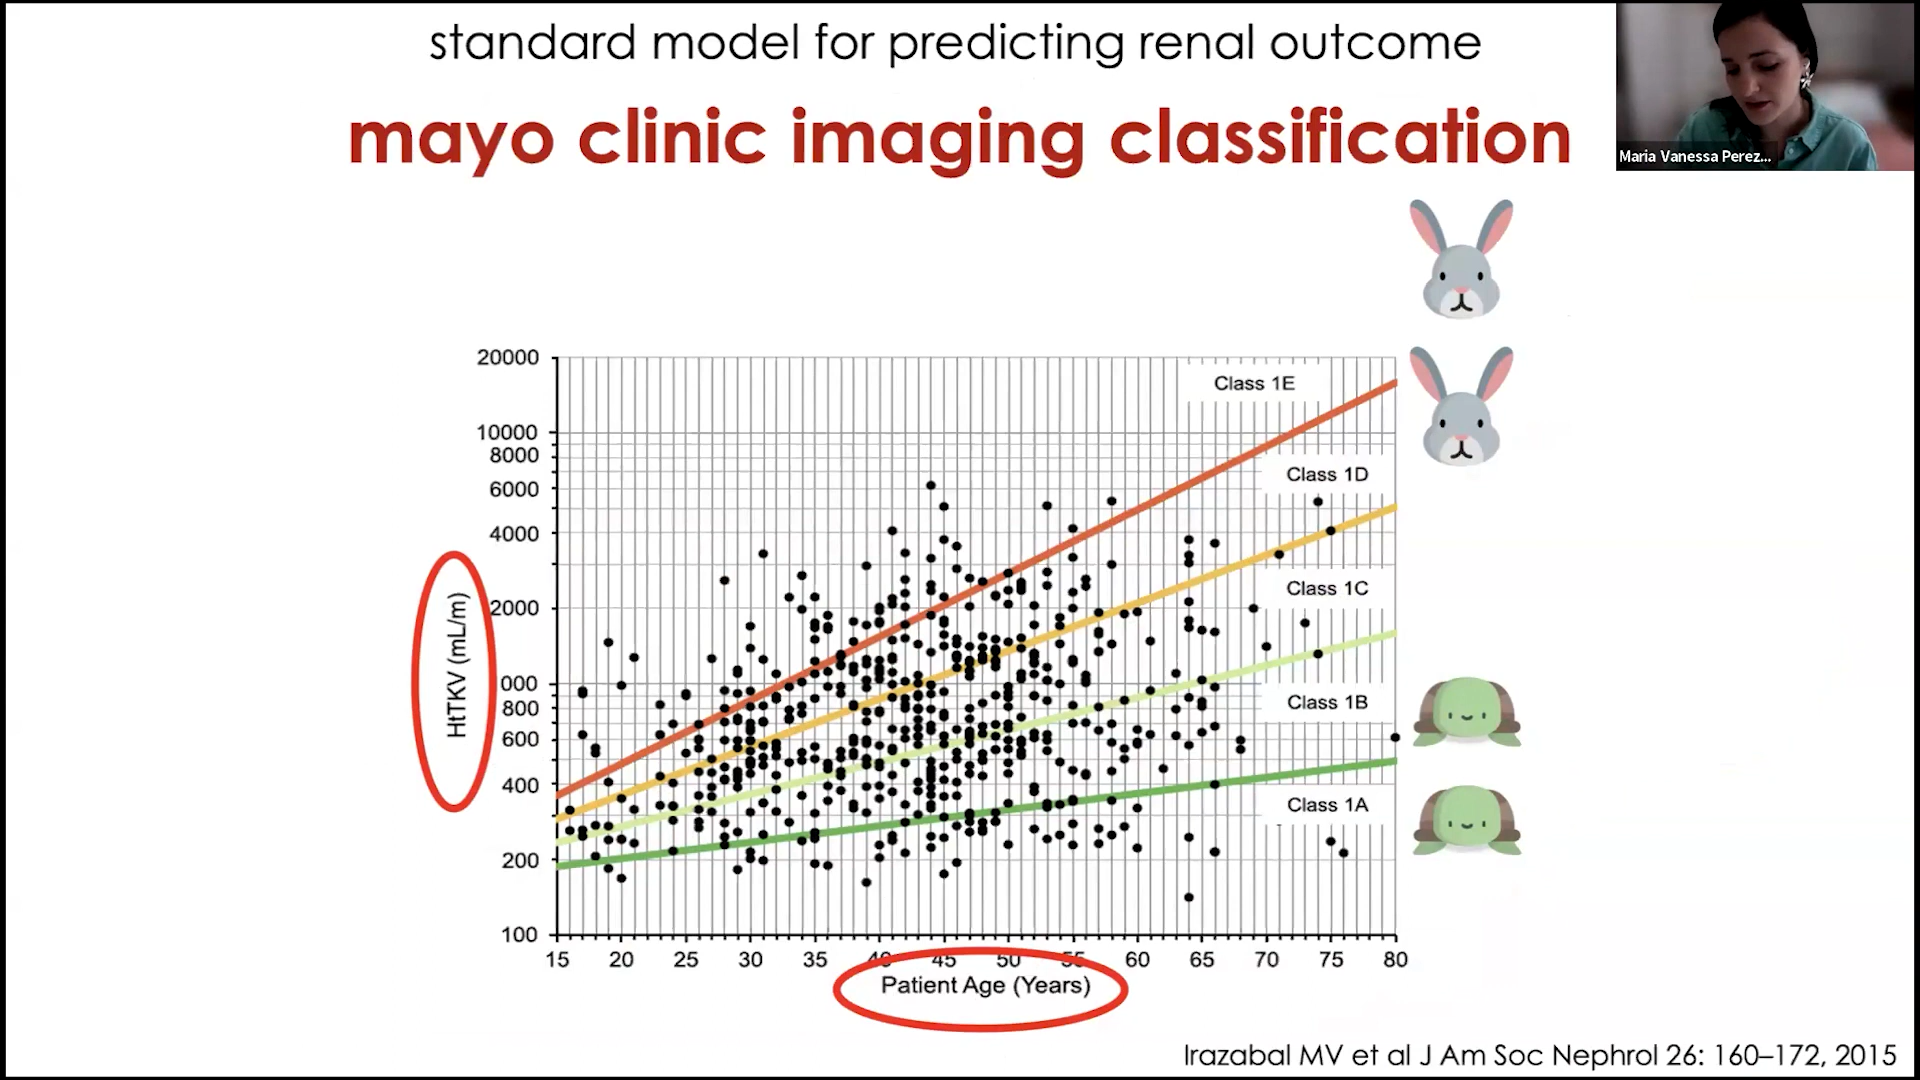 standard model for predicting renal outcome
mayo clinic imaging classification
Maria Vanessa Perez...
20000
10000
8000
6000
4000
2000
000
800
600
400
200
100
HtTKV (mL/m)
Class 1E
Class 1D
Class 1C
Class 1B
Class 1A
15 20 25 30 35 40 45 50 55 60 65 70 75 80
Patient Age (Years)
Irazabal MV et al J Am Soc Nephrol 26: 160–172, 2015